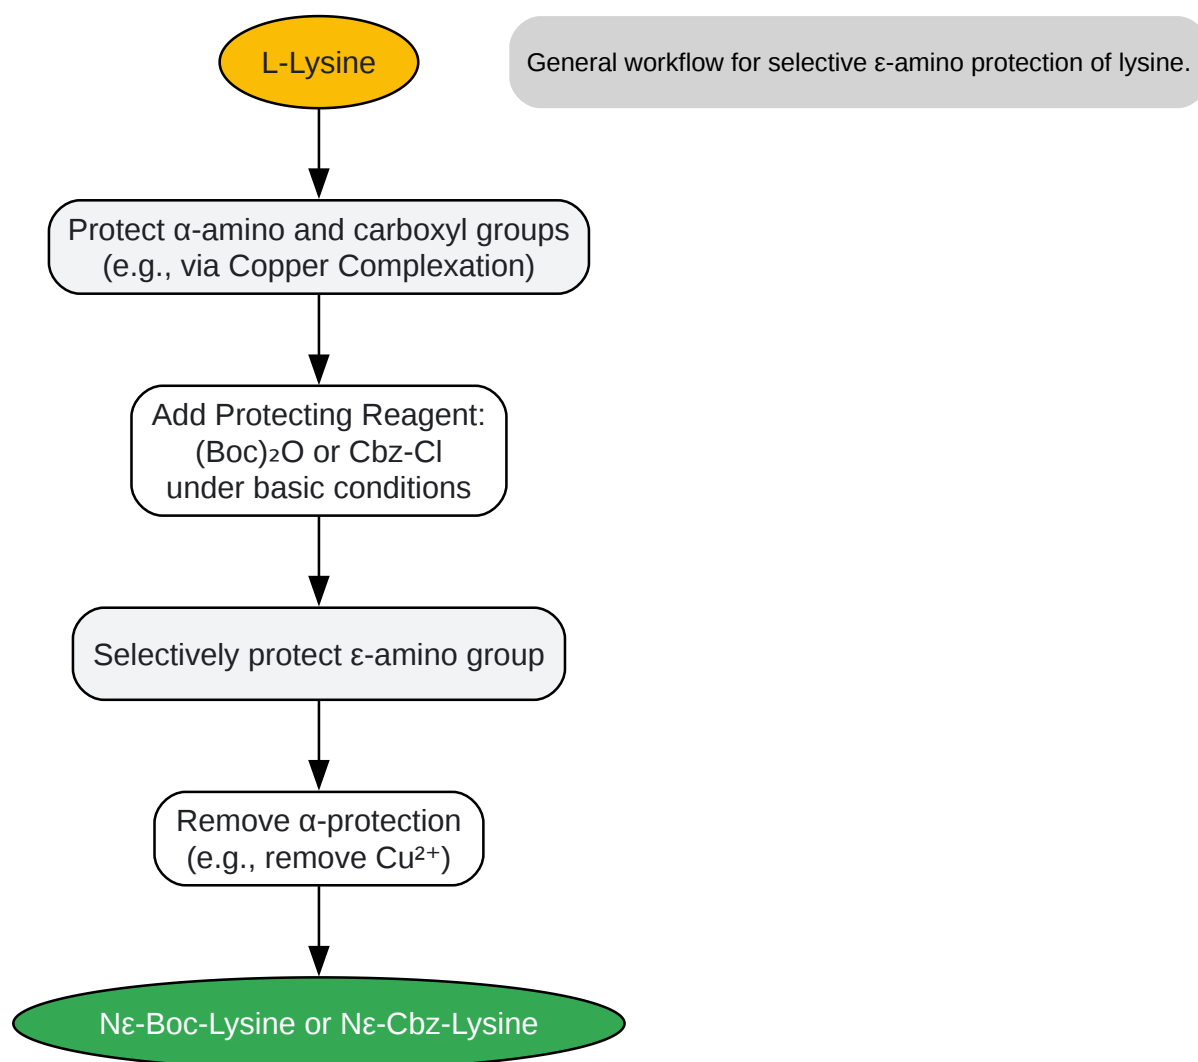 L-Lysine
General workflow for selective ε-amino protection of lysine.
Protect α-amino and carboxyl groups
(e.g., via Copper Complexation)
Add Protecting Reagent:
(Boc)₂O or Cbz-Cl
under basic conditions
Selectively protect ε-amino group
Remove α-protection
(e.g., remove Cu²⁺)
Nε-Boc-Lysine or Nε-Cbz-Lysine